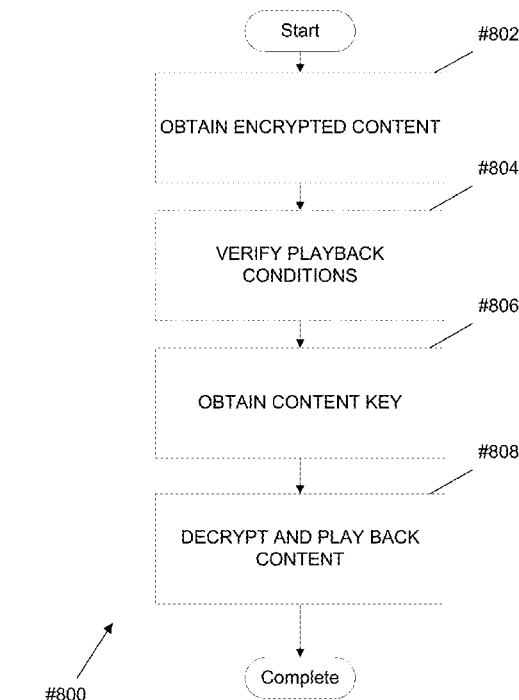 Start
#802
OBTAIN ENCRYPTED CONTENT
#804
VERIFY PLAYBACK
CONDITIONS
#806
OBTAIN CONTENT KEY
#808
DECRYPT AND PLAY BACK
CONTENT
Complete
#800